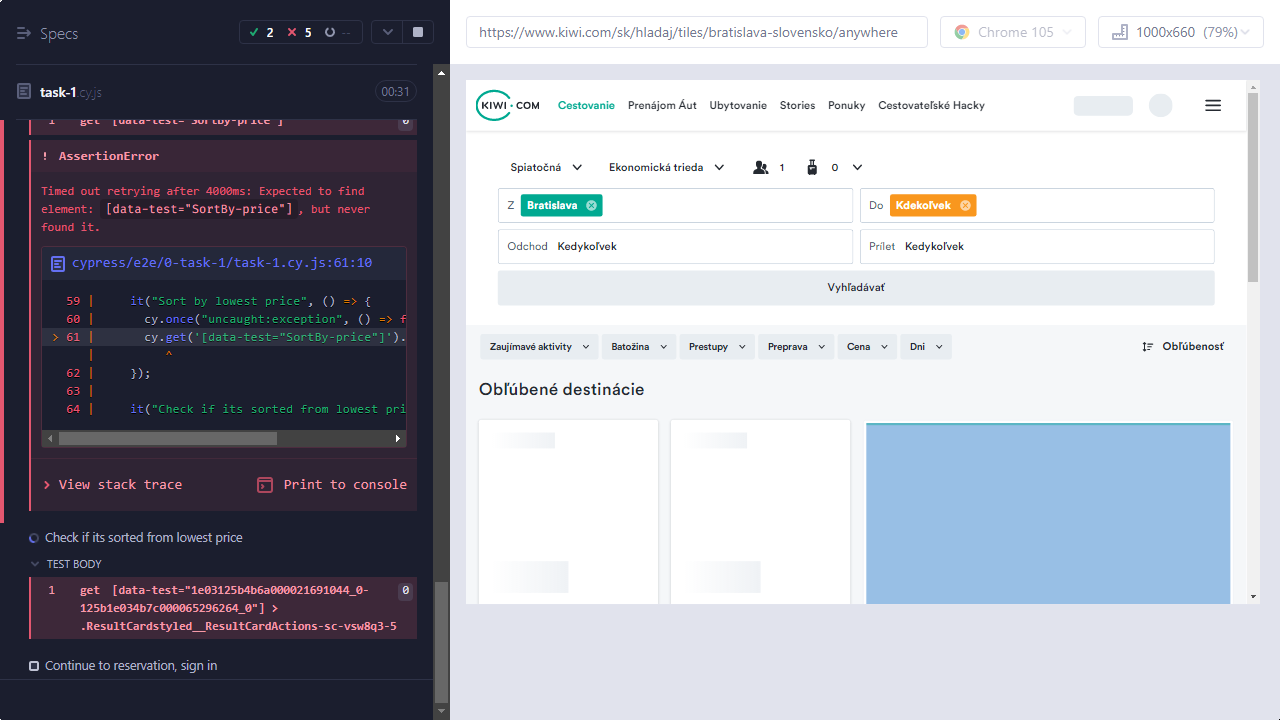 Specs
2
5
--
task-1.cy.js
00:31
1 get [data-test="SortBy-price"] 0
! AssertionError
Timed out retrying after 4000ms: Expected to find
element: [data-test="SortBy-price"], but never
found it.
cypress/e2e/0-task-1/task-1.cy.js:61:10
59 | it("Sort by lowest price", () => {
60 | cy.once("uncaught:exception", () => f
> 61 | cy.get('[data-test="SortBy-price"]').
| ^
62 | });
63 |
64 | it("Check if its sorted from lowest pri
View stack trace
Print to console
Check if its sorted from lowest price
TEST BODY
1 get [data-test="1e03125b4b6a000021691044_0- 0
125b1e034b7c000065296264_0"] >
.ResultCardstyled__ResultCardActions-sc-vsw8q3-5
Continue to reservation, sign in
https://www.kiwi.com/sk/hladaj/tiles/bratislava-slovensko/anywhere
Chrome 105
1000x660 (79%)
KIWI.COM
Cestovanie Prenájom Áut Ubytovanie Stories Ponuky Cestovateľské Hacky
Spiatočná Ekonomická trieda 1 0
Z Bratislava
Do Kdekoľvek
Odchod Kedykoľvek
Prílet Kedykoľvek
Vyhľadávať
Zaujímavé aktivity Batožina Prestupy Preprava Cena Dni
Obľúbenosť
Obľúbené destinácie